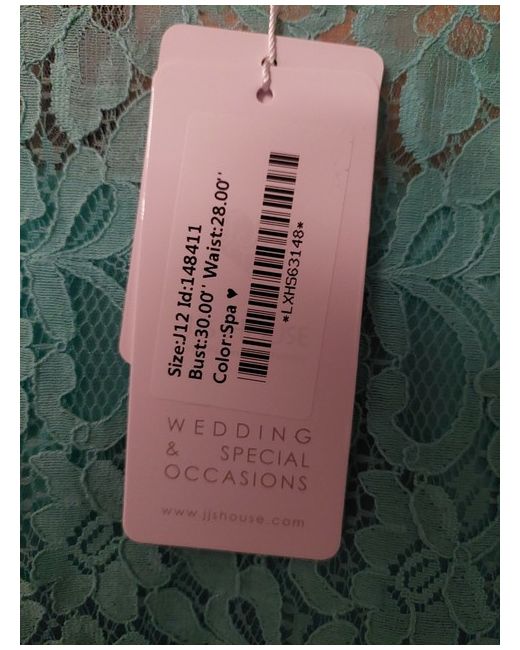 Size:J12 Id:148411
Bust:30.00'' Waist:28.00''
Color:Spa ♥
*LXHS63148*
WEDDING
& SPECIAL
OCCASIONS
www.jjshouse.com